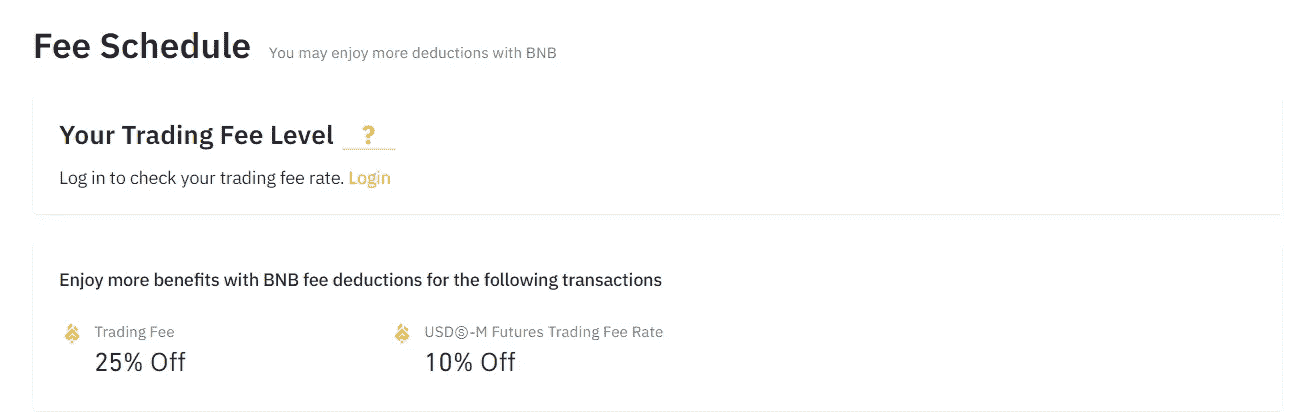 Fee Schedule You may enjoy more deductions with BNB
Your Trading Fee Level ?
Log in to check your trading fee rate. Login
Enjoy more benefits with BNB fee deductions for the following transactions
Trading Fee USDⓈ-M Futures Trading Fee Rate
25% Off 10% Off